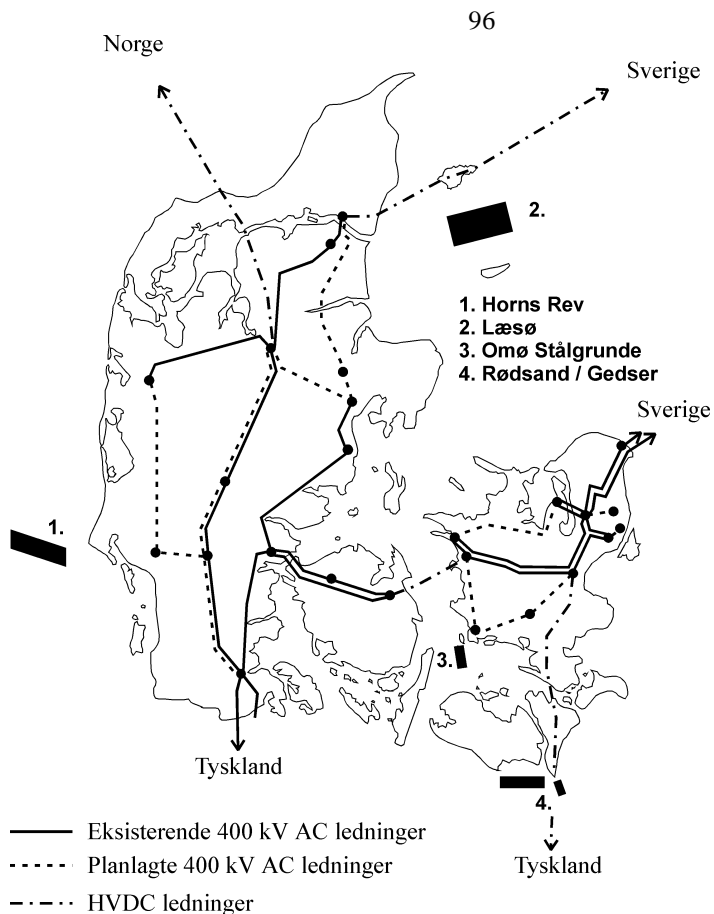 96
Norge
Sverige
2.
1. Horns Rev
2. Læsø
3. Omø Stålgrunde
4. Rødsand / Gedser
Sverige
1.
3.
Tyskland
4.
Tyskland
Eksisterende 400 kV AC ledninger
Planlagte 400 kV AC ledninger
HVDC ledninger